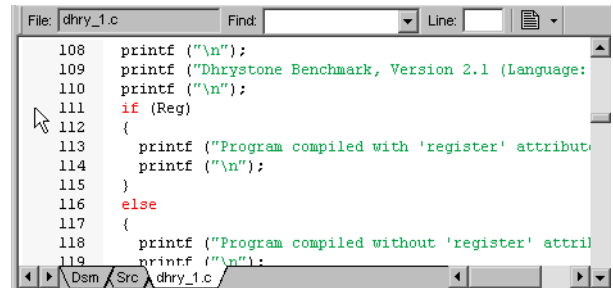 File: dhry_1.c Find: Line:
108 printf ("\n");
109 printf ("Dhrystone Benchmark, Version 2.1 (Language:
110 printf ("\n");
111 if (Reg)
112 {
113 printf ("Program compiled with 'register' attribut
114 printf ("\n");
115 }
116 else
117 {
118 printf ("Program compiled without 'register' attri
119 printf ("\n");
Dsm Src dhry_1.c